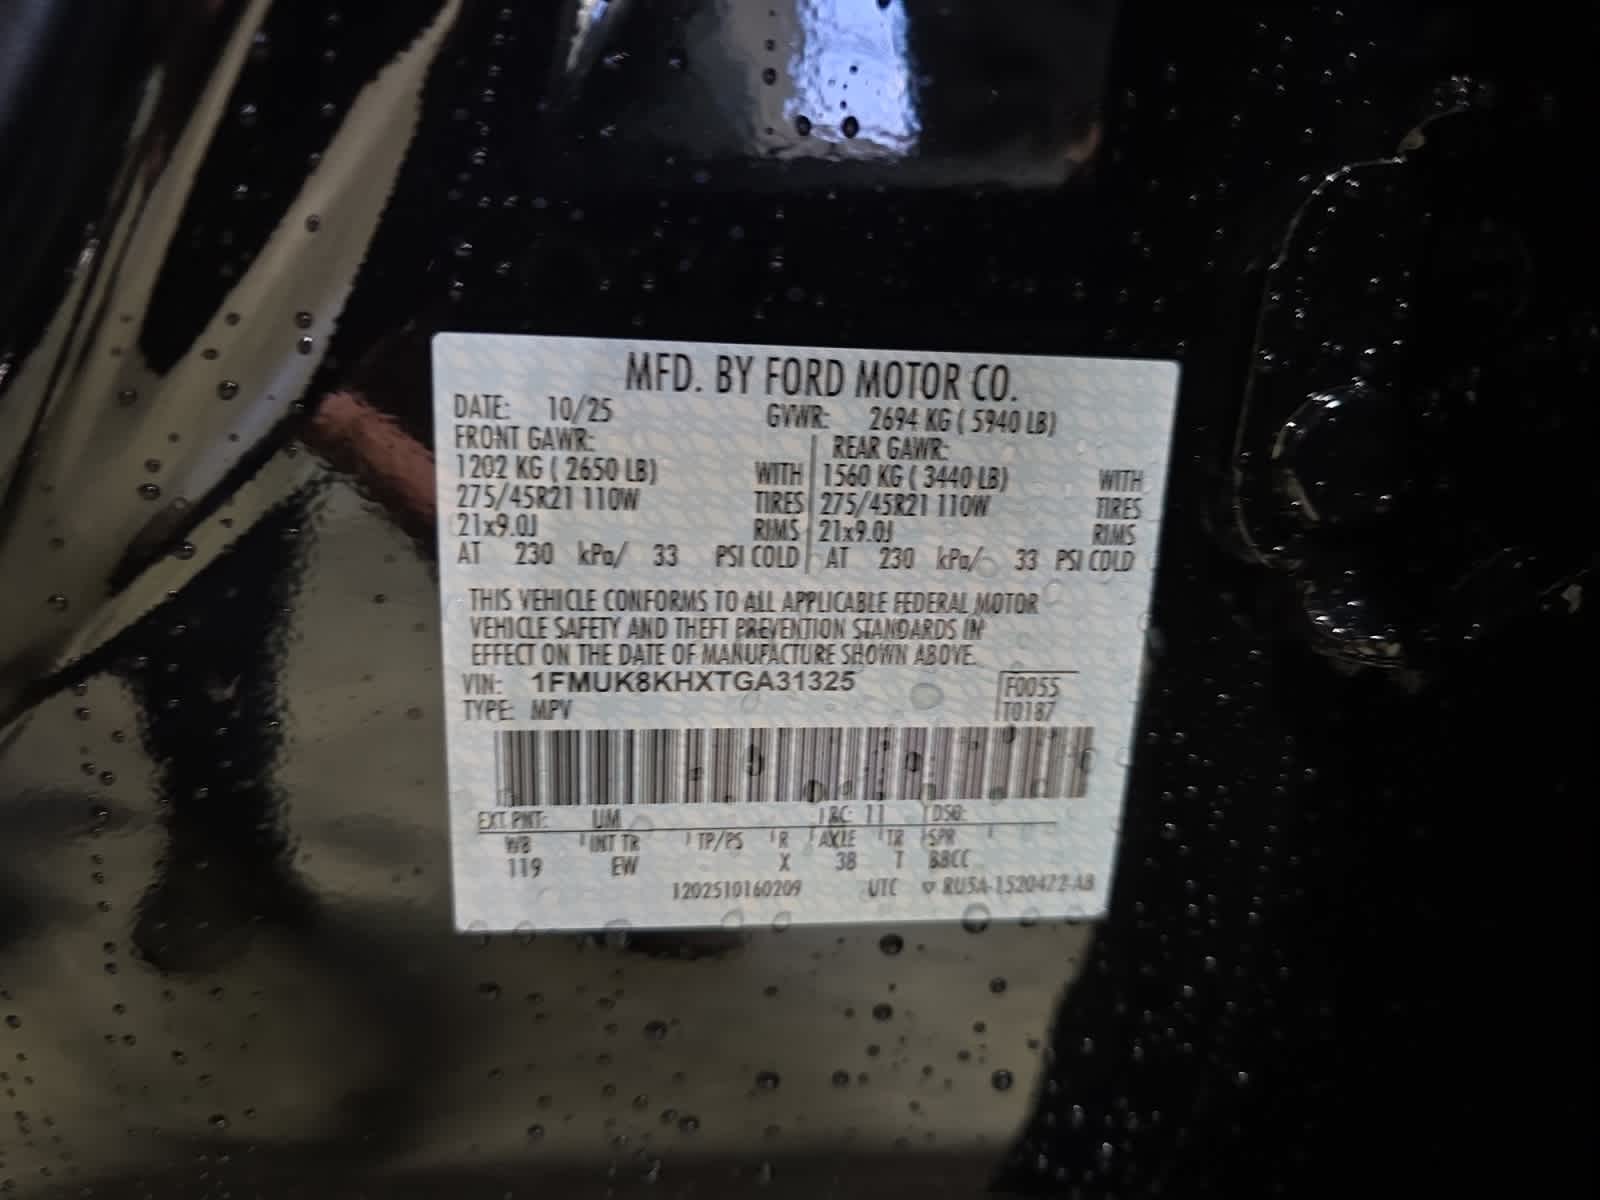 MFD. BY FORD MOTOR CO.
DATE: 10/25 GVWR: 2694 KG ( 5940 LB)
FRONT GAWR: REAR GAWR:
1202 KG ( 2650 LB) WITH 1560 KG ( 3440 LB) WITH
275/45R21 110W TIRES 275/45R21 110W TIRES
21x9.0J RIMS 21x9.0J RIMS
AT 230 kPa/ 33 PSI COLD AT 230 kPa/ 33 PSI COLD
THIS VEHICLE CONFORMS TO ALL APPLICABLE FEDERAL MOTOR
VEHICLE SAFETY AND THEFT PREVENTION STANDARDS IN
EFFECT ON THE DATE OF MANUFACTURE SHOWN ABOVE.
VIN: 1FMUK8KHXTGA31325 F0055
TYPE: MPV T0187
EXT PNT: UM RC: 11 DSO:
WB INT TR TP/PS R AXLE TR SPR
119 EW X 38 T BBCC
1202510160209 UTC ▽ RU5A-1520472-AB